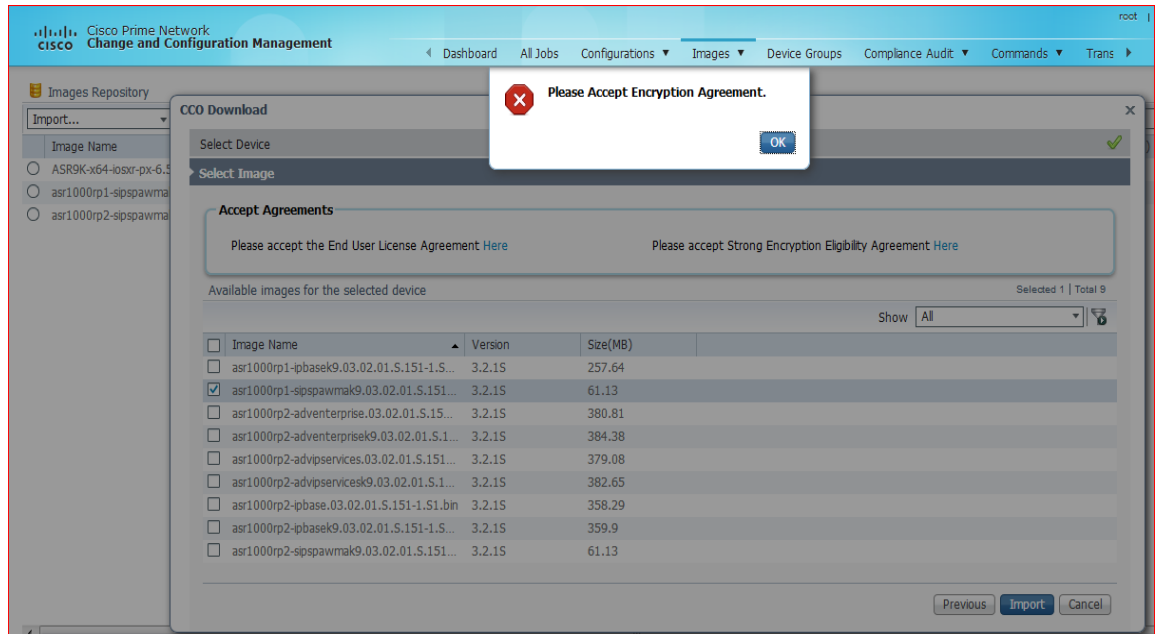 root |
Cisco Prime Network
CISCO Change and Configuration Management
Dashboard All Jobs Configurations Images Device Groups Compliance Audit Commands Trans
Please Accept Encryption Agreement.
OK
Images Repository
Import...
Image Name
ASR9K-x64-iosxr-px-6.5
asr1000rp1-sipspawma
asr1000rp2-sipspawma
CCO Download
Select Device
Select Image
Accept Agreements
Please accept the End User License Agreement Here Please accept Strong Encryption Eligibility Agreement Here
Available images for the selected device Selected 1 | Total 9
Show All
Image Name Version Size(MB)
asr1000rp1-ipbasek9.03.02.01.S.151-1.S... 3.2.1S 257.64
asr1000rp1-sipspawmak9.03.02.01.S.151... 3.2.1S 61.13
asr1000rp2-adventerprise.03.02.01.S.15... 3.2.1S 380.81
asr1000rp2-adventerprisek9.03.02.01.S.1... 3.2.1S 384.38
asr1000rp2-advipservices.03.02.01.S.151... 3.2.1S 379.08
asr1000rp2-advipservicesk9.03.02.01.S.1... 3.2.1S 382.65
asr1000rp2-ipbase.03.02.01.S.151-1.S1.bin 3.2.1S 358.29
asr1000rp2-ipbasek9.03.02.01.S.151-1.S... 3.2.1S 359.9
asr1000rp2-sipspawmak9.03.02.01.S.151... 3.2.1S 61.13
Previous Import Cancel